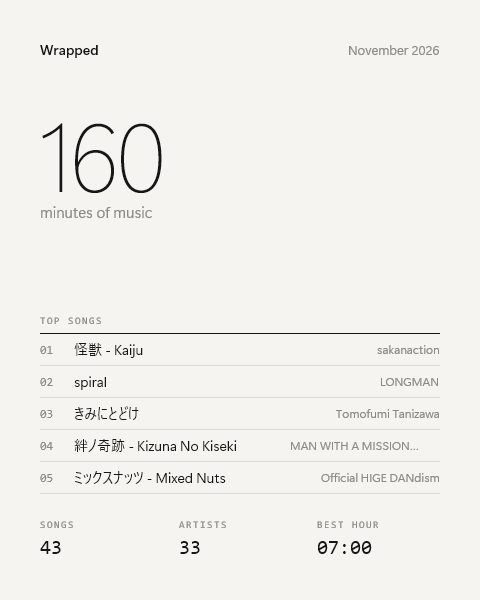 Wrapped November 2026
160
minutes of music
TOP SONGS
01 怪獣 - Kaiju sakanaction
02 spiral LONGMAN
03 きみにとどけ Tomofumi Tanizawa
04 絆ノ奇跡 - Kizuna No Kiseki MAN WITH A MISSION...
05 ミックスナッツ - Mixed Nuts Official HIGE DANdism
SONGS ARTISTS BEST HOUR
43 33 07:00